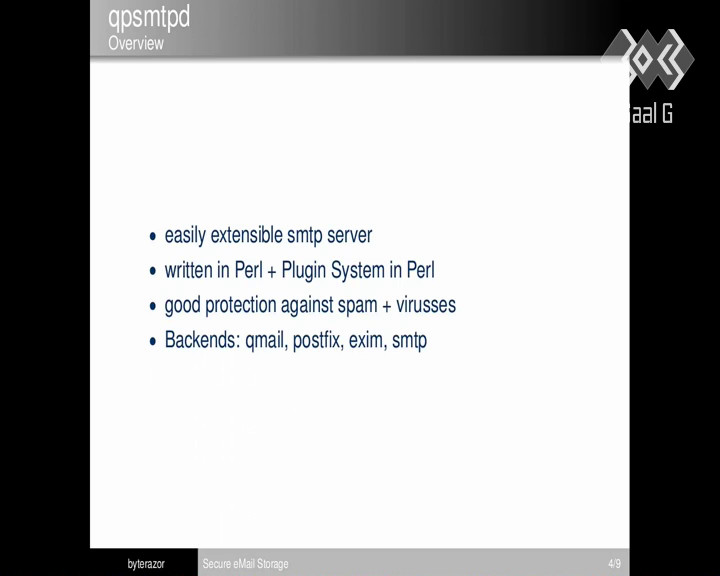 qpsmtpd
Overview
aal G
• easily extensible smtp server
• written in Perl + Plugin System in Perl
• good protection against spam + virusses
• Backends: qmail, postfix, exim, smtp
byterazor
Secure eMail Storage
4/9